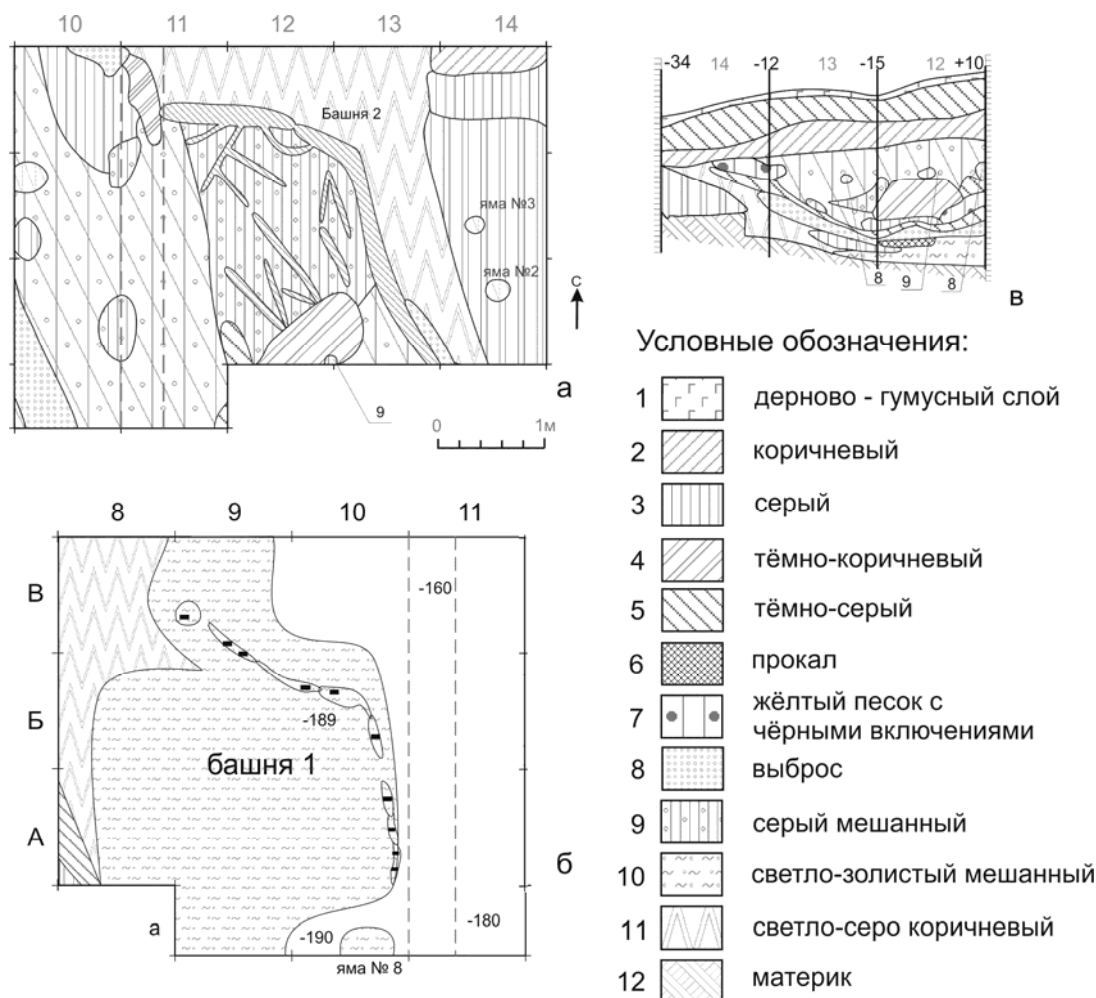 10 11 12 13 14
Башня 2
яма №3
яма №2
С
а
9
0 1м
-34 14 -12 13 -15 12 +10
8 9 8
в
8 9 10 11
В
Б
А
а
-160
-189
башня 1
-190
-180
яма № 8
б
Условные обозначения:
1 дерново - гумусный слой
2 коричневый
3 серый
4 тёмно-коричневый
5 тёмно-серый
6 прокал
7 жёлтый песок с
чёрными включениями
8 выброс
9 серый мешанный
10 светло-золистый мешанный
11 светло-серо коричневый
12 материк